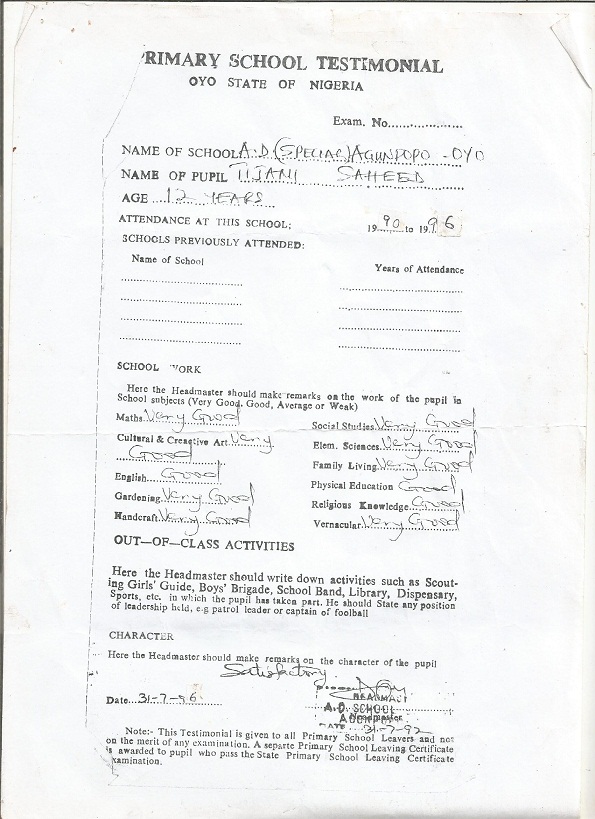 PRIMARY SCHOOL TESTIMONIAL
OYO STATE OF NIGERIA
Exam. No..................
NAME OF SCHOOL A.D (SPECIAL) AGUNPOPO - OYO
NAME OF PUPIL TIJANI SAHEED
AGE 12 YEARS
ATTENDANCE AT THIS SCHOOL; 1990 to 1996
SCHOOLS PREVIOUSLY ATTENDED:
Name of School Years of Attendance
SCHOOL WORK
Here the Headmaster should make remarks on the work of the pupil in
School subjects (Very Good, Good, Average or Weak)
Maths Very Good
Cultural & Creactive Art Very
Good
English Good
Gardening Very Good
Handcraft Very Good
Social Studies Very Good
Elem. Sciences Very Good
Family Living Very Good
Physical Education Good
Religious Knowledge Good
Vernacular Very Good
OUT—OF—CLASS ACTIVITIES
Here the Headmaster should write down activities such as Scout-
ing Girls' Guide, Boys' Brigade, School Band, Library, Dispensary,
Sports, etc. in which the pupil has taken part. He should State any position
of leadership held, e.g patrol leader or captain of foolball
CHARACTER
Here the Headmaster should make remarks on the character of the pupil
Satisfactory
Date 31-7-96
A.D. SCHOOL
Headmaster
DATE 31-7-92
Note:- This Testimonial is given to all Primary School Leavers and not
on the merit of any examination. A separte Primary School Leaving Certificate
is awarded to pupil who pass the State Primary School Leaving Certificate
examination.